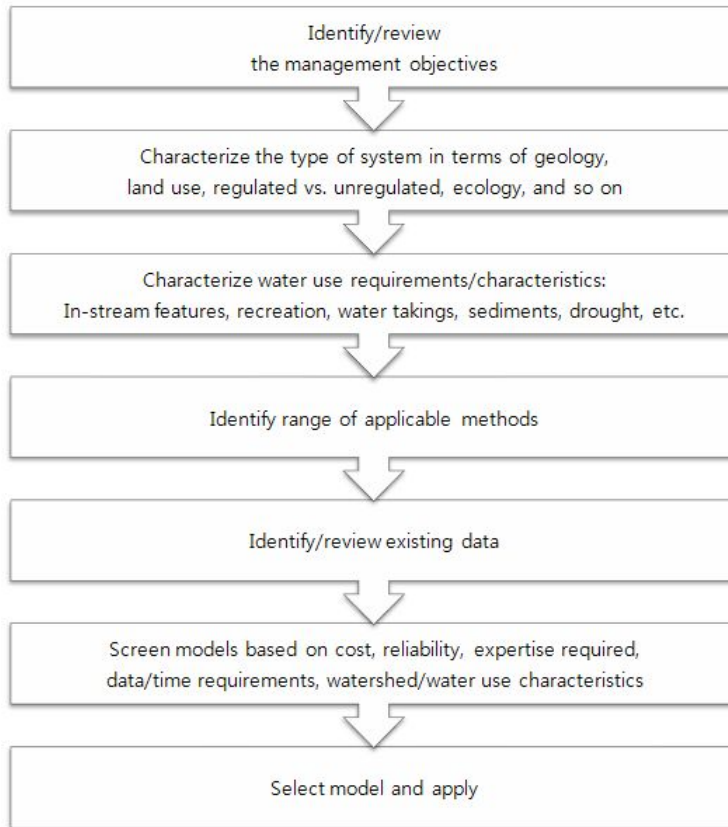 Identify/review
the management objectives
Characterize the type of system in terms of geology,
land use, regulated vs. unregulated, ecology, and so on
Characterize water use requirements/characteristics:
In-stream features, recreation, water takings, sediments, drought, etc.
Identify range of applicable methods
Identify/review existing data
Screen models based on cost, reliability, expertise required,
data/time requirements, watershed/water use characteristics
Select model and apply